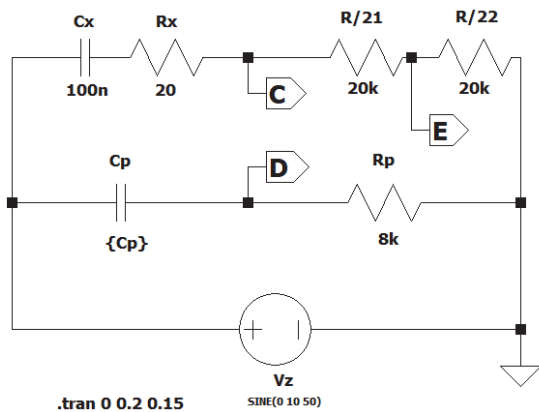 Cx Rx R/21 R/22
100n 20 C 20k 20k
E
Cp D Rp
{Cp} 8k
+ −
Vz
.tran 0 0.2 0.15 SINE(0 10 50)